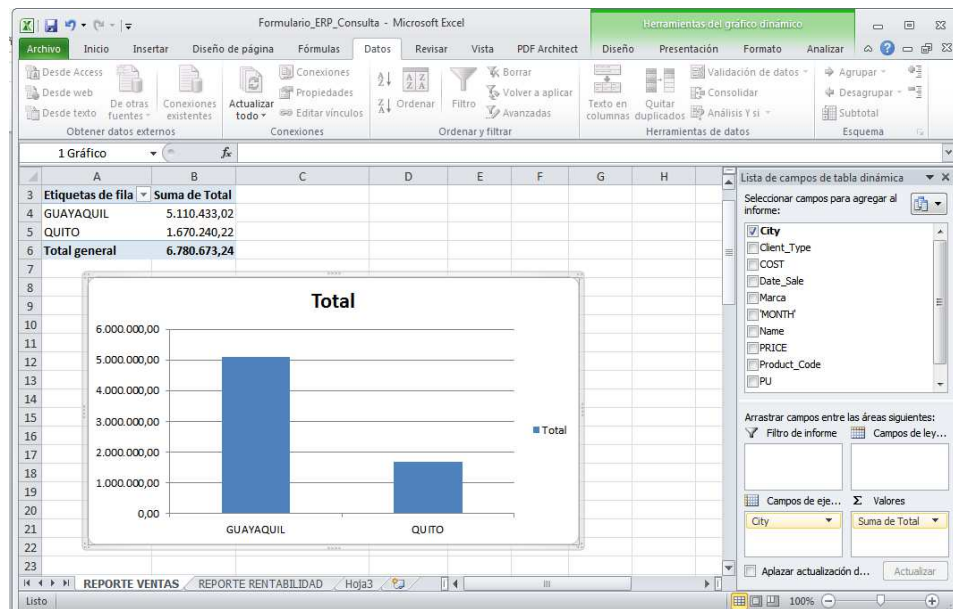 Formulario_ERP_Consulta - Microsoft Excel
Herramientas del gráfico dinámico
Archivo Inicio Insertar Diseño de página Fórmulas Datos Revisar Vista PDF Architect Diseño Presentación Formato Analizar
Desde Access
Desde web
Desde texto
De otras fuentes
Conexiones existentes
Obtener datos externos
Actualizar todo
Conexiones
Propiedades
Editar vínculos
Conexiones
Ordenar
Filtro
Borrar
Volver a aplicar
Avanzadas
Ordenar y filtrar
Texto en columnas
Quitar duplicados
Validación de datos
Consolidar
Análisis Y si
Herramientas de datos
Agrupar
Desagrupar
Subtotal
Esquema
1 Gráfico fx
A B C D E F G H
3 Etiquetas de fila Suma de Total
4 GUAYAQUIL 5.110.433,02
5 QUITO 1.670.240,22
6 Total general 6.780.673,24
7
8
9
10
11
12
13
14
15
16
17
18
19
20
21
22
23
Total
6.000.000,00
5.000.000,00
4.000.000,00
3.000.000,00
2.000.000,00
1.000.000,00
0,00
GUAYAQUIL QUITO
Total
Lista de campos de tabla dinámica
Seleccionar campos para agregar al informe:
City
Client_Type
COST
Date_Sale
Marca
'MONTH'
Name
PRICE
Product_Code
PU
Arrastrar campos entre las áreas siguientes:
Filtro de informe Campos de ley...
Campos de eje... Σ Valores
City Suma de Total
Aplazar actualización d... Actualizar
REPORTE VENTAS REPORTE RENTABILIDAD Hoja3
Listo 100%